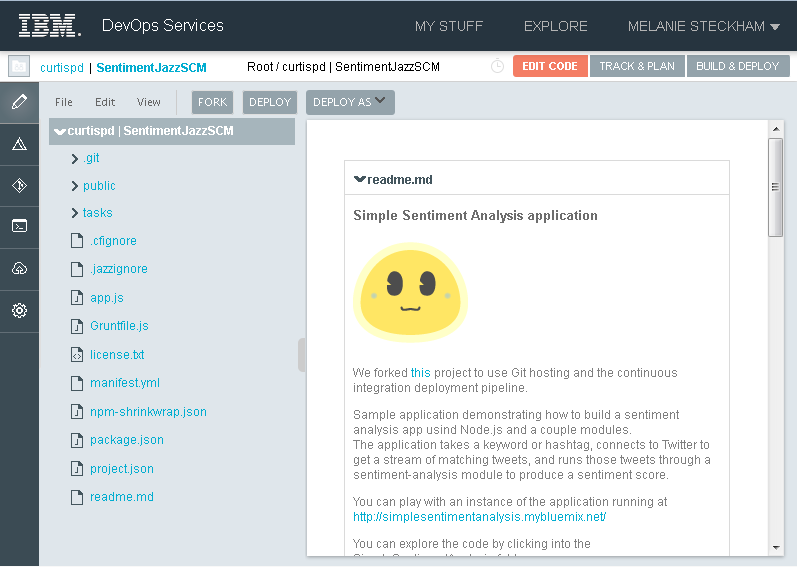 IBM. DevOps Services MY STUFF EXPLORE MELANIE STECKHAM
curtispd | SentimentJazzSCM Root / curtispd | SentimentJazzSCM EDIT CODE TRACK & PLAN BUILD & DEPLOY
File Edit View FORK DEPLOY DEPLOY AS
curtispd | SentimentJazzSCM
.git
public
tasks
.cfignore
.jazzignore
app.js
Gruntfile.js
license.txt
manifest.yml
npm-shrinkwrap.json
package.json
project.json
readme.md
readme.md
Simple Sentiment Analysis application
We forked this project to use Git hosting and the continuous
integration deployment pipeline.
Sample application demonstrating how to build a sentiment
analysis app usind Node.js and a couple modules.
The application takes a keyword or hashtag, connects to Twitter to
get a stream of matching tweets, and runs those tweets through a
sentiment-analysis module to produce a sentiment score.
You can play with an instance of the application running at
http://simplesentimentanalysis.mybluemix.net/
You can explore the code by clicking into the